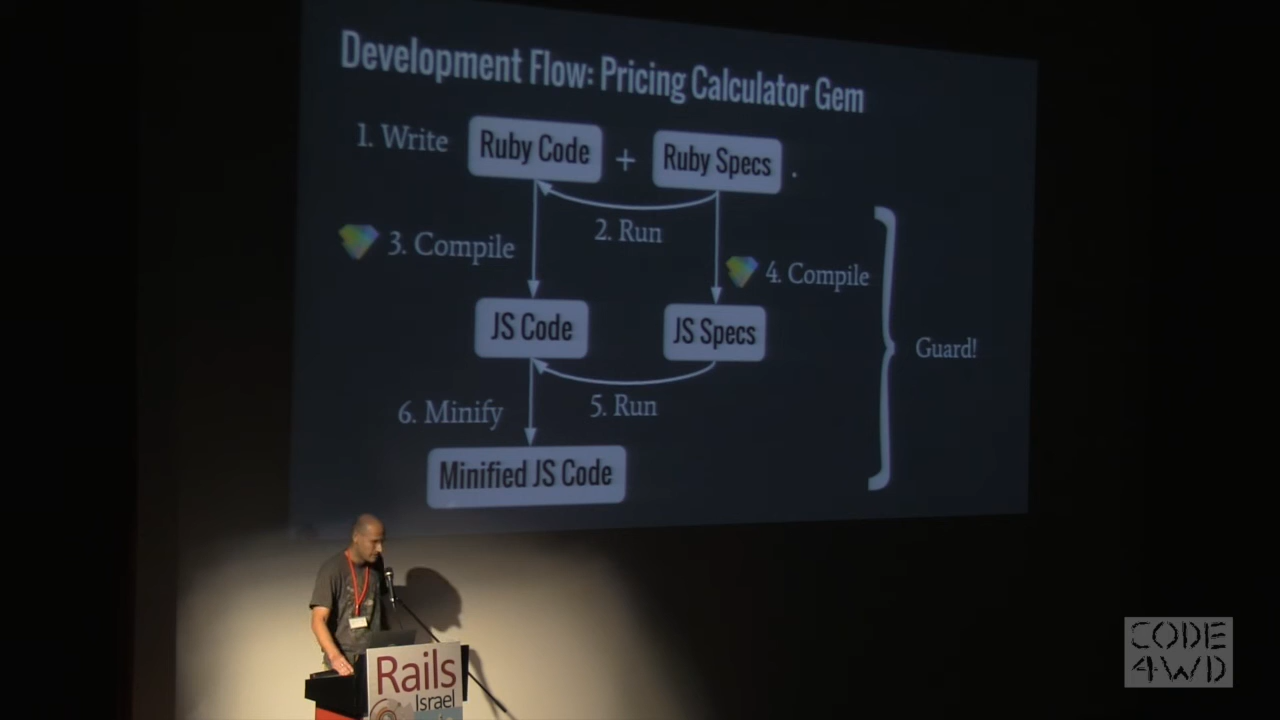 Development Flow: Pricing Calculator Gem
1. Write Ruby Code + Ruby Specs .
2. Run
3. Compile
4. Compile
JS Code JS Specs
Guard!
5. Run
6. Minify
Minified JS Code
Rails
Israel
CODE
4WD